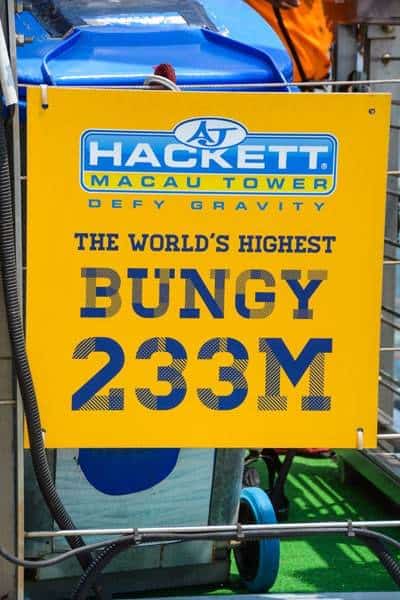 AJ
HACKETT®
MACAU TOWER
DEFY GRAVITY
THE WORLD'S HIGHEST
BUNGY
233M